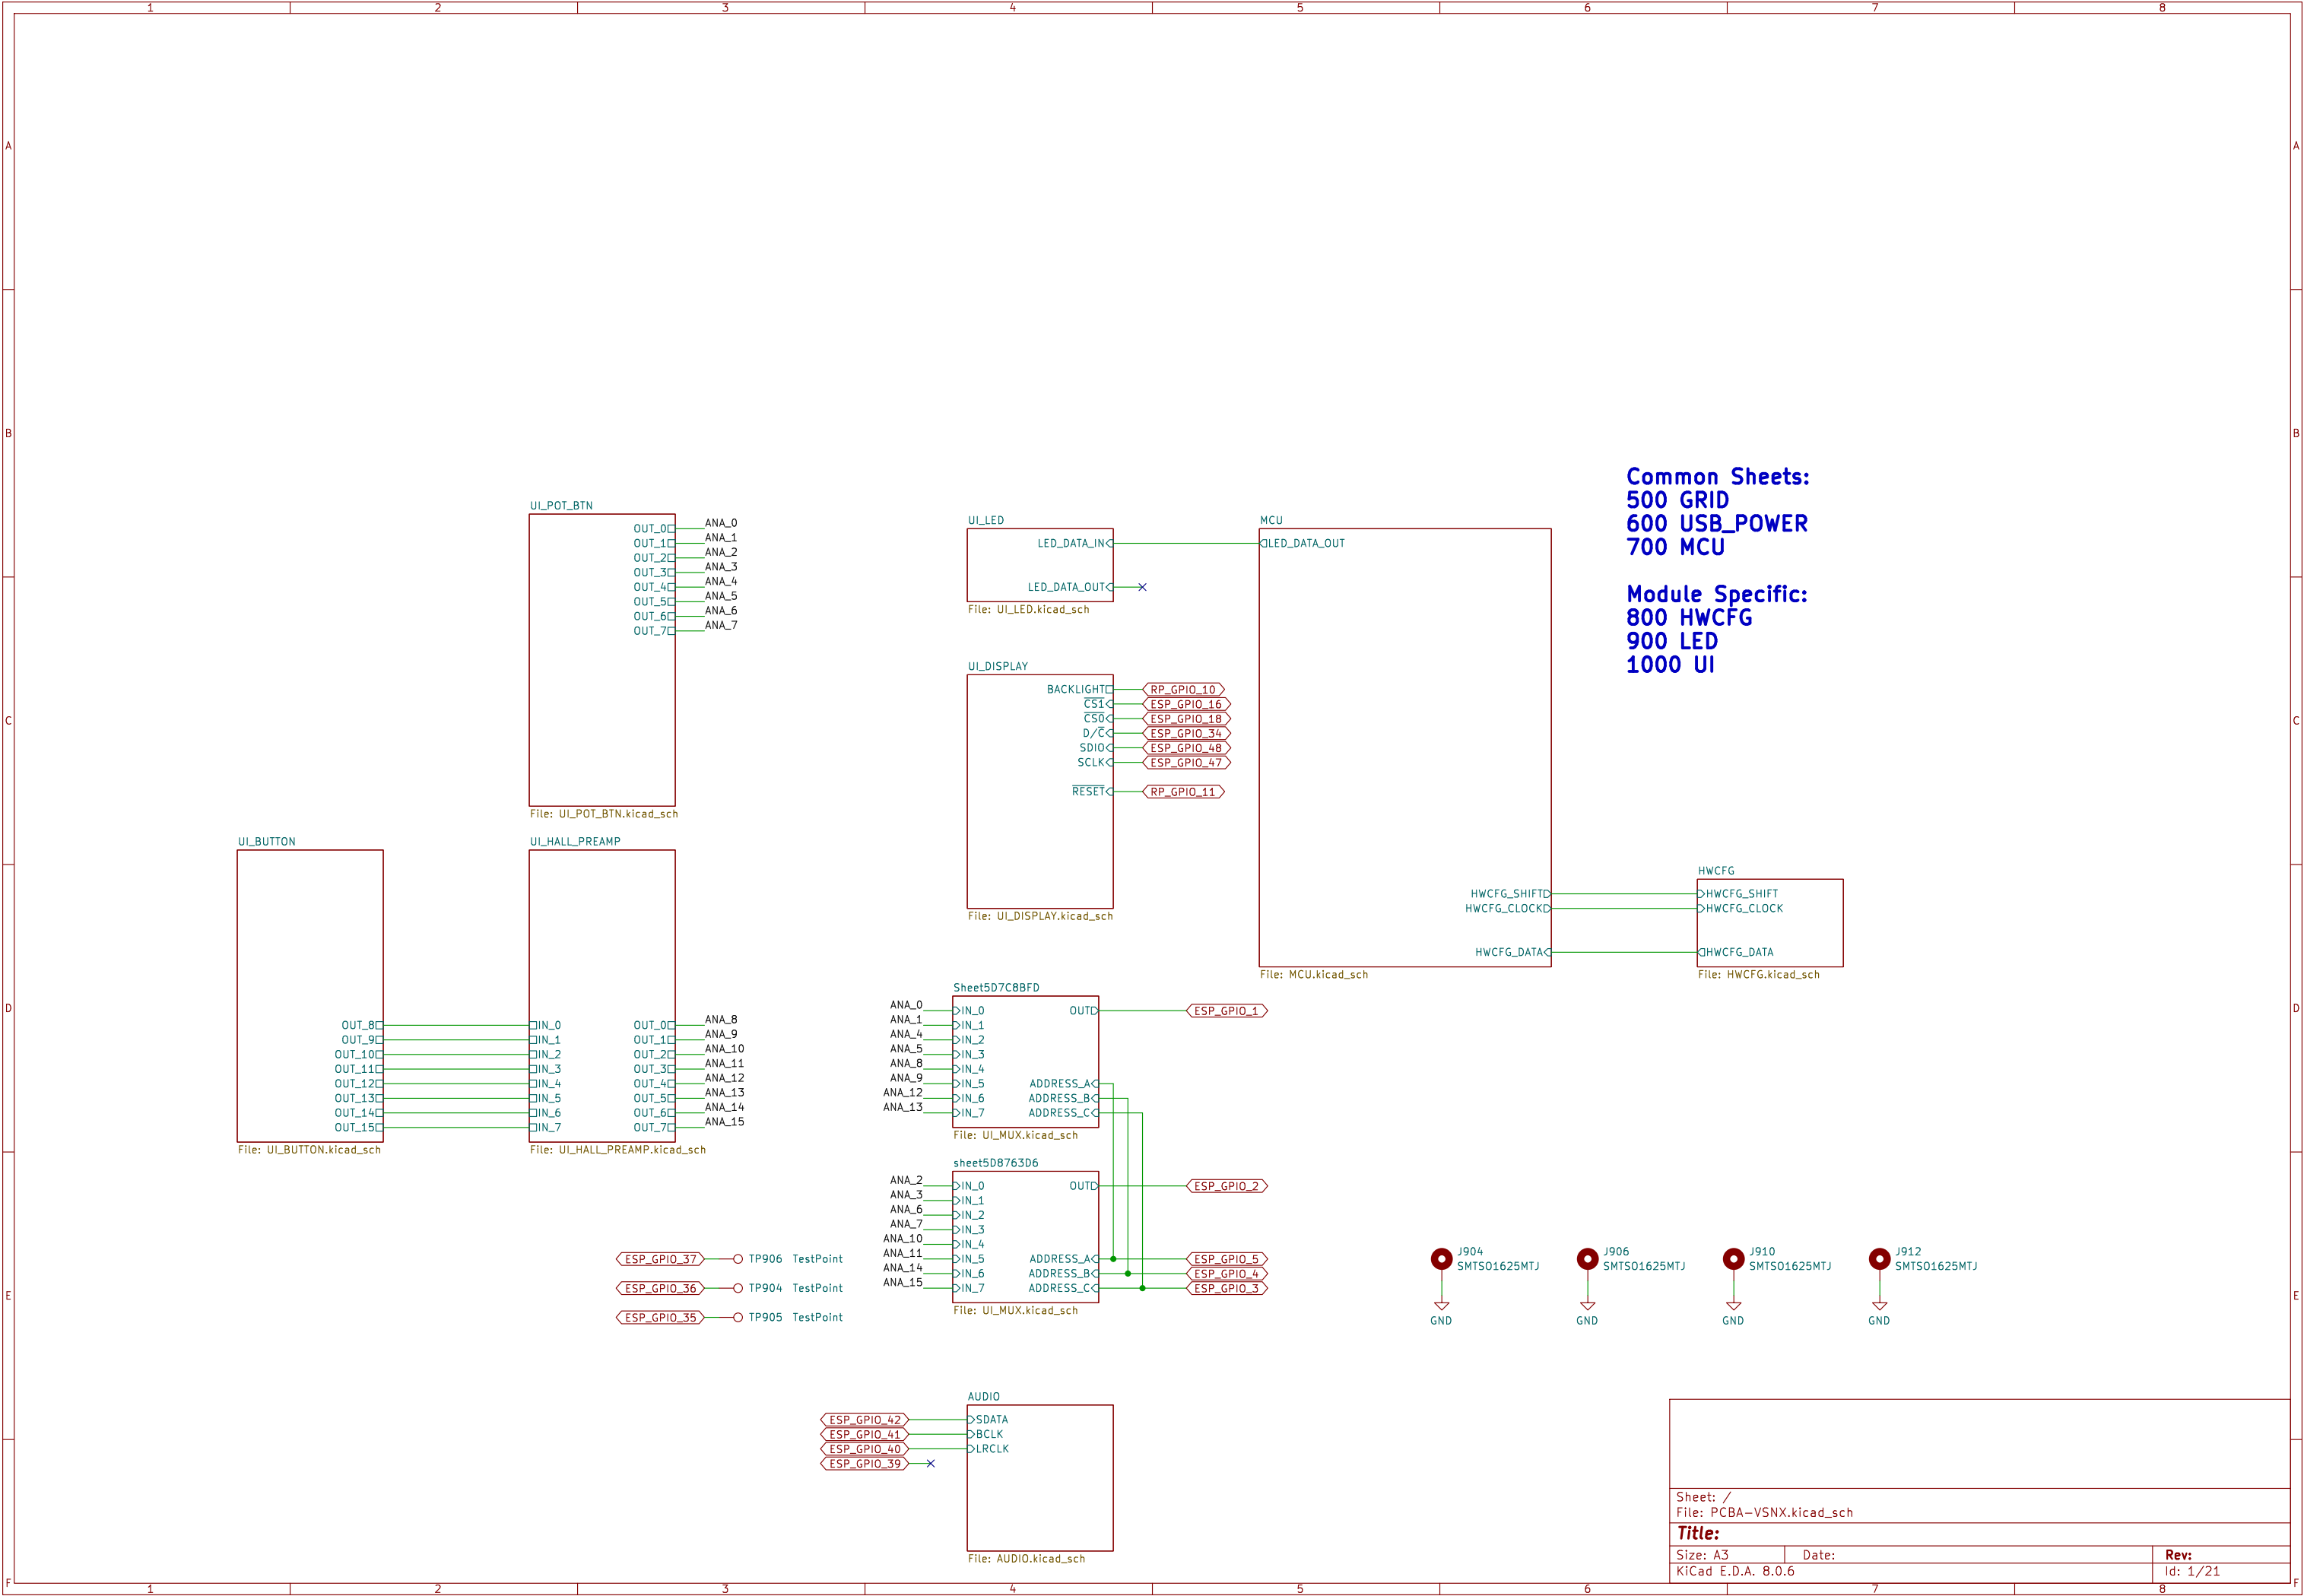 1 2 3 4 5 6 7 8
A A
B B
C C
D D
E E
F F
Common Sheets:
500 GRID
600 USB_POWER
700 MCU
Module Specific:
800 HWCFG
900 LED
1000 UI
UI_POT_BTN
OUT_0 ANA_0
OUT_1 ANA_1
OUT_2 ANA_2
OUT_3 ANA_3
OUT_4 ANA_4
OUT_5 ANA_5
OUT_6 ANA_6
OUT_7 ANA_7
File: UI_POT_BTN.kicad_sch
UI_LED
LED_DATA_IN
LED_DATA_OUT
File: UI_LED.kicad_sch
UI_DISPLAY
BACKLIGHT RP_GPIO_10
CS1 ESP_GPIO_16
CS0 ESP_GPIO_18
D/C ESP_GPIO_34
SDIO ESP_GPIO_48
SCLK ESP_GPIO_47
RESET RP_GPIO_11
File: UI_DISPLAY.kicad_sch
MCU
LED_DATA_OUT
HWCFG_SHIFT
HWCFG_CLOCK
HWCFG_DATA
File: MCU.kicad_sch
HWCFG
HWCFG_SHIFT
HWCFG_CLOCK
HWCFG_DATA
File: HWCFG.kicad_sch
UI_BUTTON
OUT_8
OUT_9
OUT_10
OUT_11
OUT_12
OUT_13
OUT_14
OUT_15
File: UI_BUTTON.kicad_sch
UI_HALL_PREAMP
IN_0 OUT_0 ANA_8
IN_1 OUT_1 ANA_9
IN_2 OUT_2 ANA_10
IN_3 OUT_3 ANA_11
IN_4 OUT_4 ANA_12
IN_5 OUT_5 ANA_13
IN_6 OUT_6 ANA_14
IN_7 OUT_7 ANA_15
File: UI_HALL_PREAMP.kicad_sch
Sheet5D7C8BFD
ANA_0 IN_0 OUT ESP_GPIO_1
ANA_1 IN_1
ANA_4 IN_2
ANA_5 IN_3
ANA_8 IN_4
ANA_9 IN_5 ADDRESS_A
ANA_12 IN_6 ADDRESS_B
ANA_13 IN_7 ADDRESS_C
File: UI_MUX.kicad_sch
sheet5D8763D6
ANA_2 IN_0 OUT ESP_GPIO_2
ANA_3 IN_1
ANA_6 IN_2
ANA_7 IN_3
ANA_10 IN_4
ANA_11 IN_5 ADDRESS_A ESP_GPIO_5
ANA_14 IN_6 ADDRESS_B ESP_GPIO_4
ANA_15 IN_7 ADDRESS_C ESP_GPIO_3
File: UI_MUX.kicad_sch
ESP_GPIO_37 TP906 TestPoint
ESP_GPIO_36 TP904 TestPoint
ESP_GPIO_35 TP905 TestPoint
J904
SMTSO1625MTJ
GND
J906
SMTSO1625MTJ
GND
J910
SMTSO1625MTJ
GND
J912
SMTSO1625MTJ
GND
AUDIO
ESP_GPIO_42 SDATA
ESP_GPIO_41 BCLK
ESP_GPIO_40 LRCLK
ESP_GPIO_39
File: AUDIO.kicad_sch
Sheet: /
File: PCBA-VSNX.kicad_sch
Title:
Size: A3 Date: Rev:
KiCad E.D.A. 8.0.6 Id: 1/21
1 2 3 4 5 6 7 8